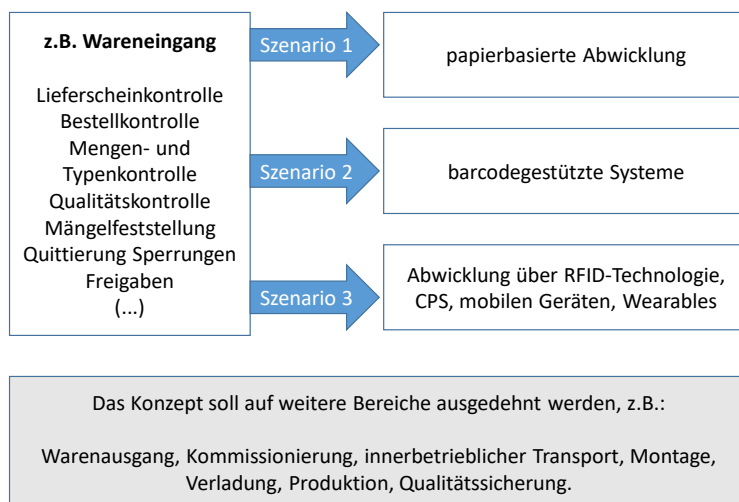 z.B. Wareneingang
Lieferscheinkontrolle
Bestellkontrolle
Mengen- und
Typenkontrolle
Qualitätskontrolle
Mängelfeststellung
Quittierung Sperrungen
Freigaben
(...)
Szenario 1
papierbasierte Abwicklung
Szenario 2
barcodegestützte Systeme
Szenario 3
Abwicklung über RFID-Technologie,
CPS, mobilen Geräten, Wearables
Das Konzept soll auf weitere Bereiche ausgedehnt werden, z.B.:
Warenausgang, Kommissionierung, innerbetrieblicher Transport, Montage,
Verladung, Produktion, Qualitätssicherung.